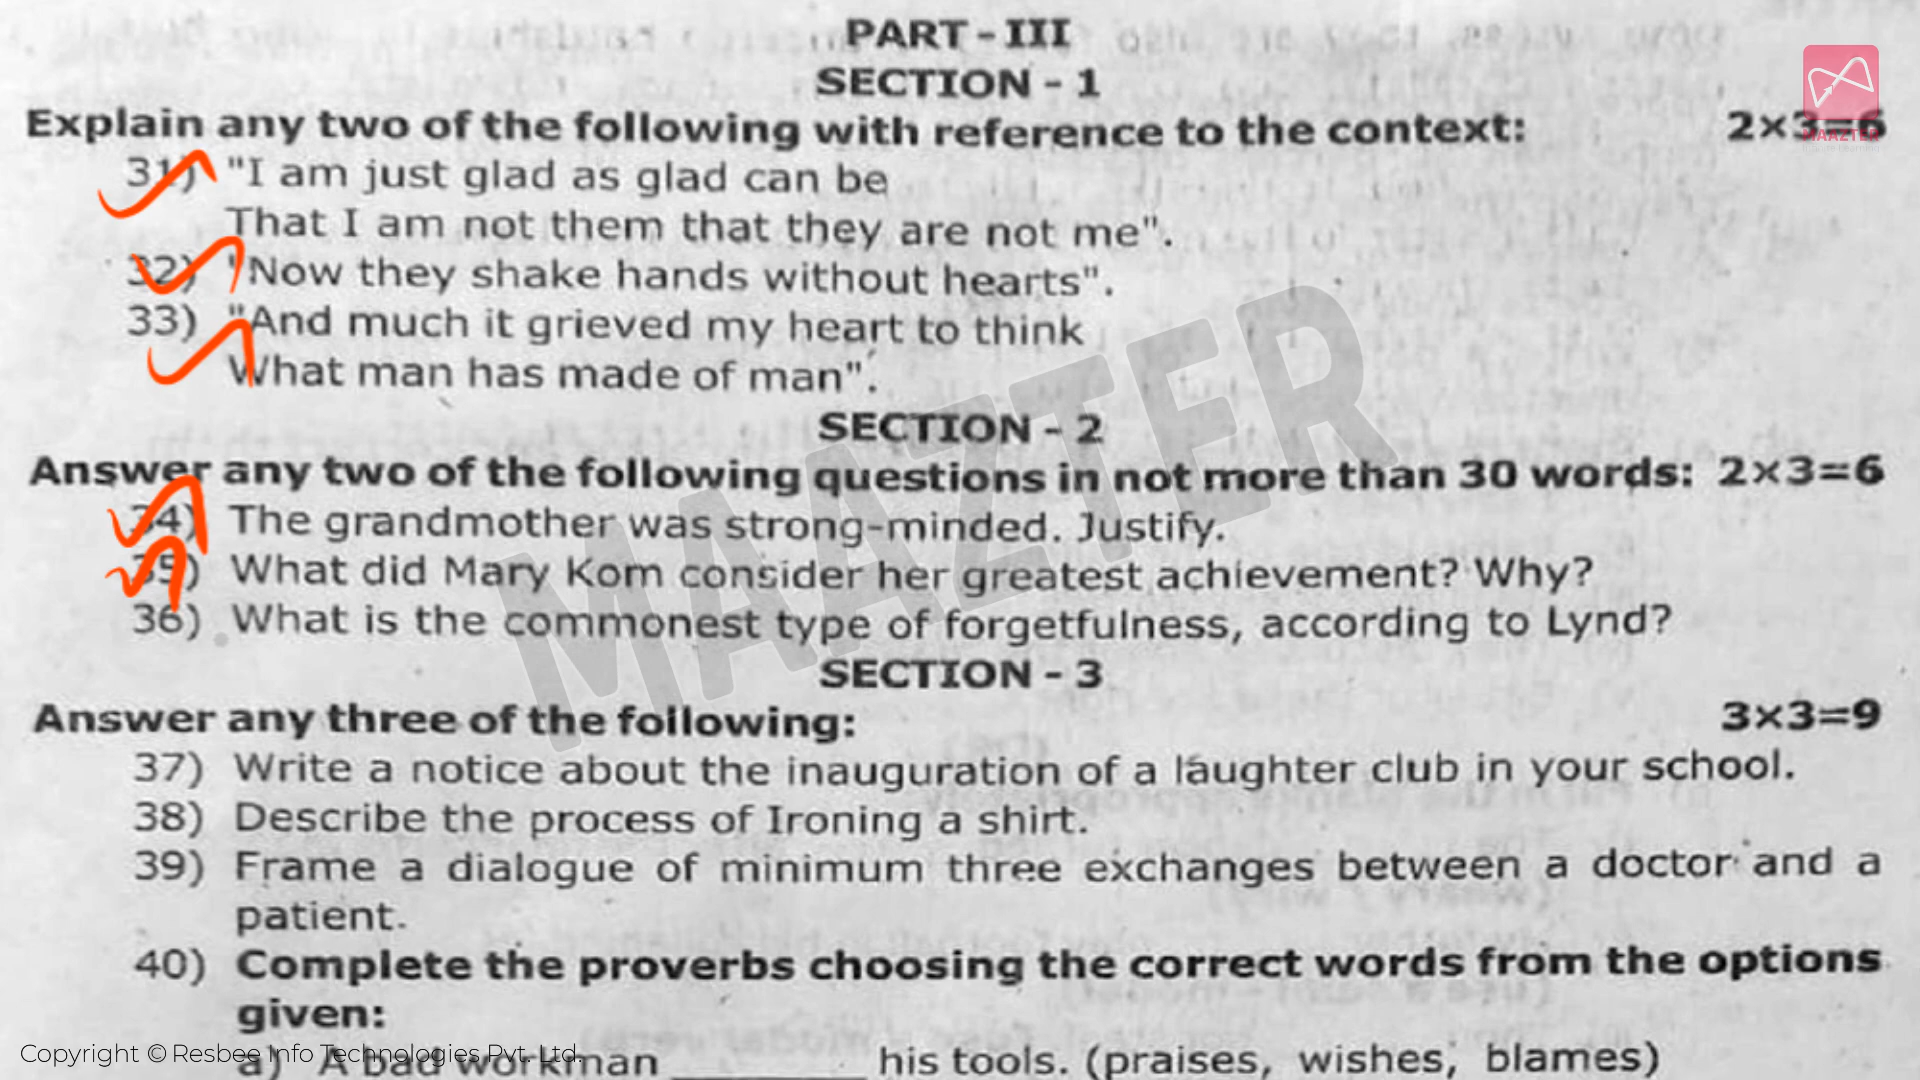 PART - III
SECTION - 1
Explain any two of the following with reference to the context: 2×3=6
31) "I am just glad as glad can be
That I am not them that they are not me".
32) "Now they shake hands without hearts".
33) "And much it grieved my heart to think
What man has made of man".
SECTION - 2
Answer any two of the following questions in not more than 30 words: 2×3=6
34) The grandmother was strong-minded. Justify.
35) What did Mary Kom consider her greatest achievement? Why?
36) What is the commonest type of forgetfulness, according to Lynd?
SECTION - 3
Answer any three of the following: 3×3=9
37) Write a notice about the inauguration of a laughter club in your school.
38) Describe the process of Ironing a shirt.
39) Frame a dialogue of minimum three exchanges between a doctor and a
patient.
40) Complete the proverbs choosing the correct words from the options
given:
a) A bad workman ________ his tools. (praises, wishes, blames)
MAAZTER
MAAZTER
Copyright © Resbee Info Technologies Pvt. Ltd.